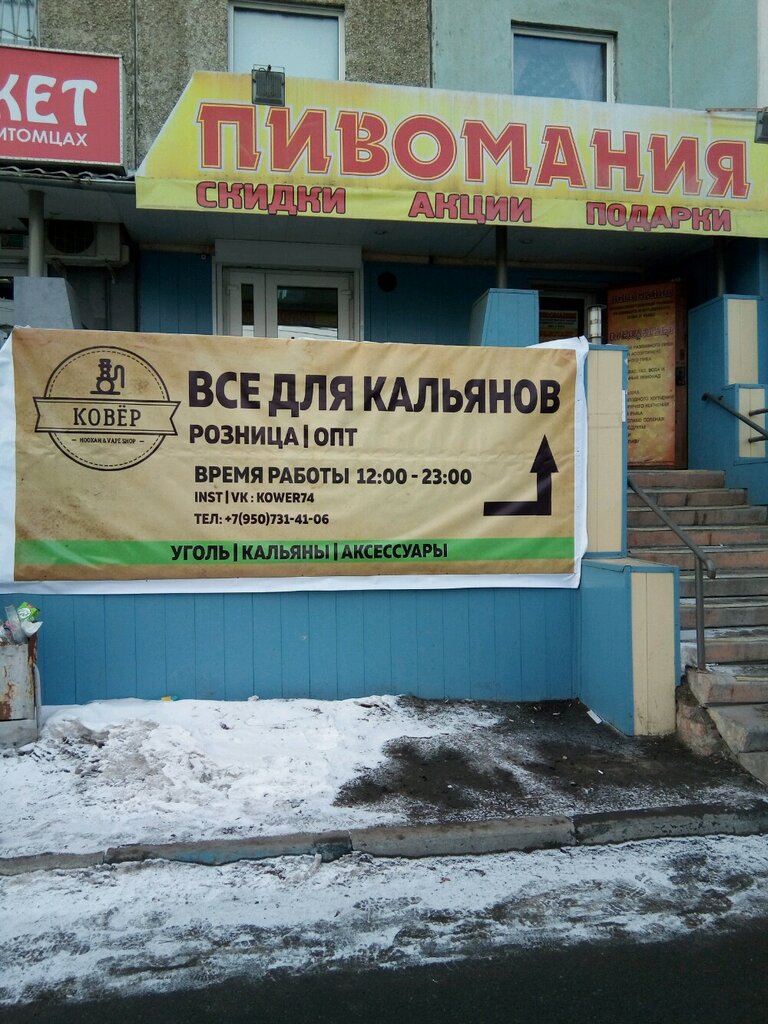 КЕТ
ИТОМЦАХ
ПИВОМАНИЯ
СКИДКИ АКЦИИ ПОДАРКИ
КОВЁР
HOOKAH & VAPE SHOP
ВСЕ ДЛЯ КАЛЬЯНОВ
РОЗНИЦА | ОПТ
ВРЕМЯ РАБОТЫ 12:00 - 23:00
INST | VK : KOWER74
ТЕЛ: +7(950)731-41-06
УГОЛЬ | КАЛЬЯНЫ | АКСЕССУАРЫ